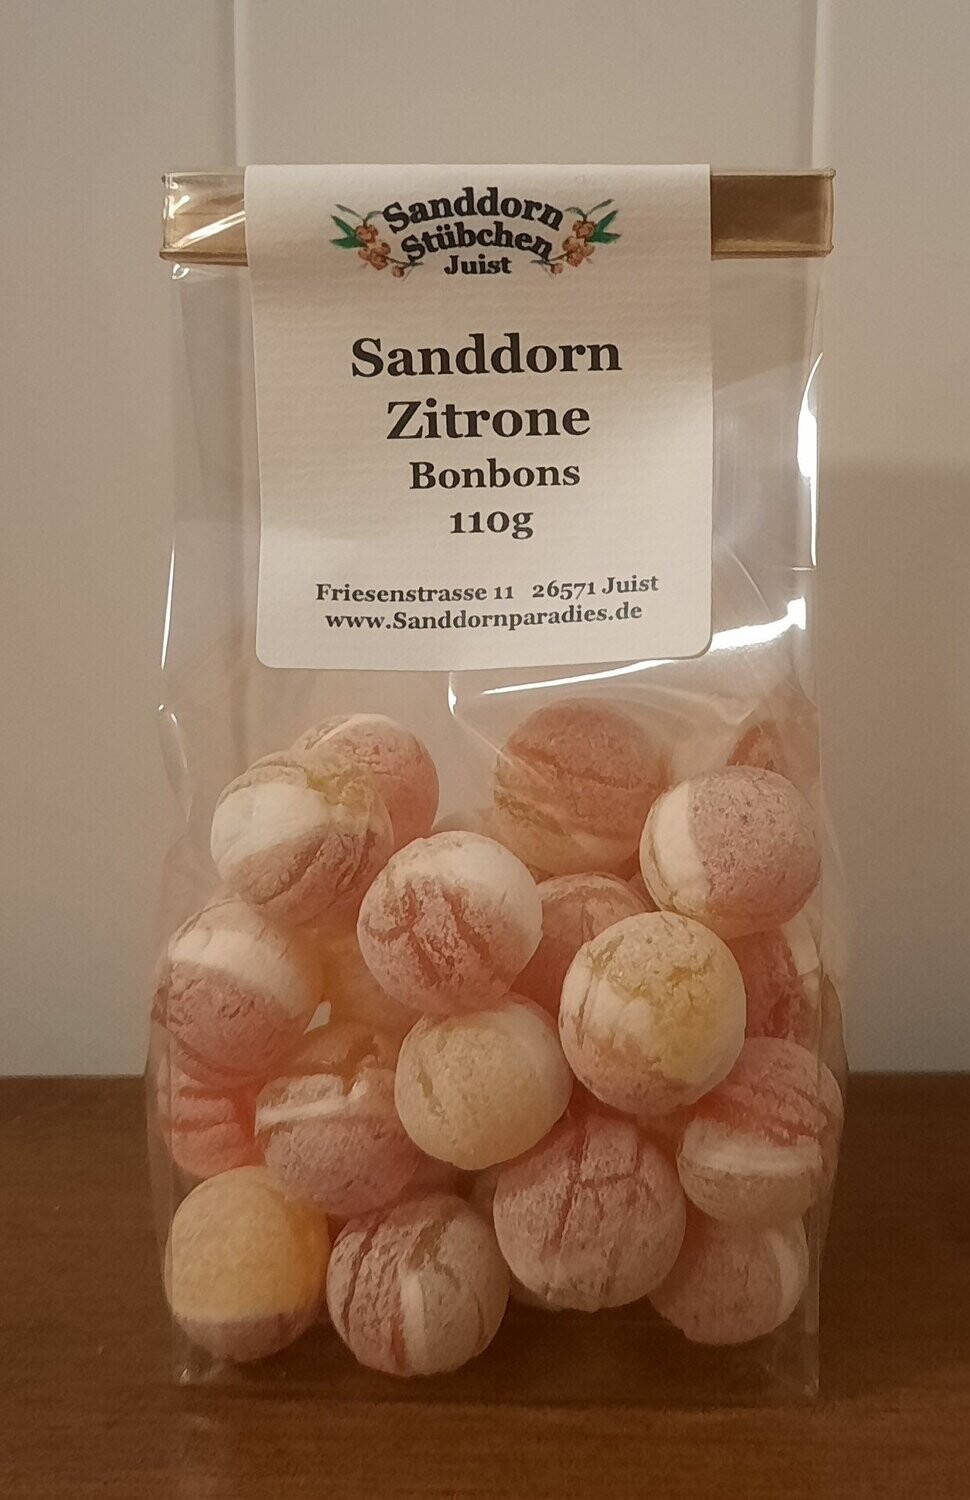 Sanddorn
Stübchen
Juist
Sanddorn
Zitrone
Bonbons
110g
Friesenstrasse 11 26571 Juist
www.Sanddornparadies.de